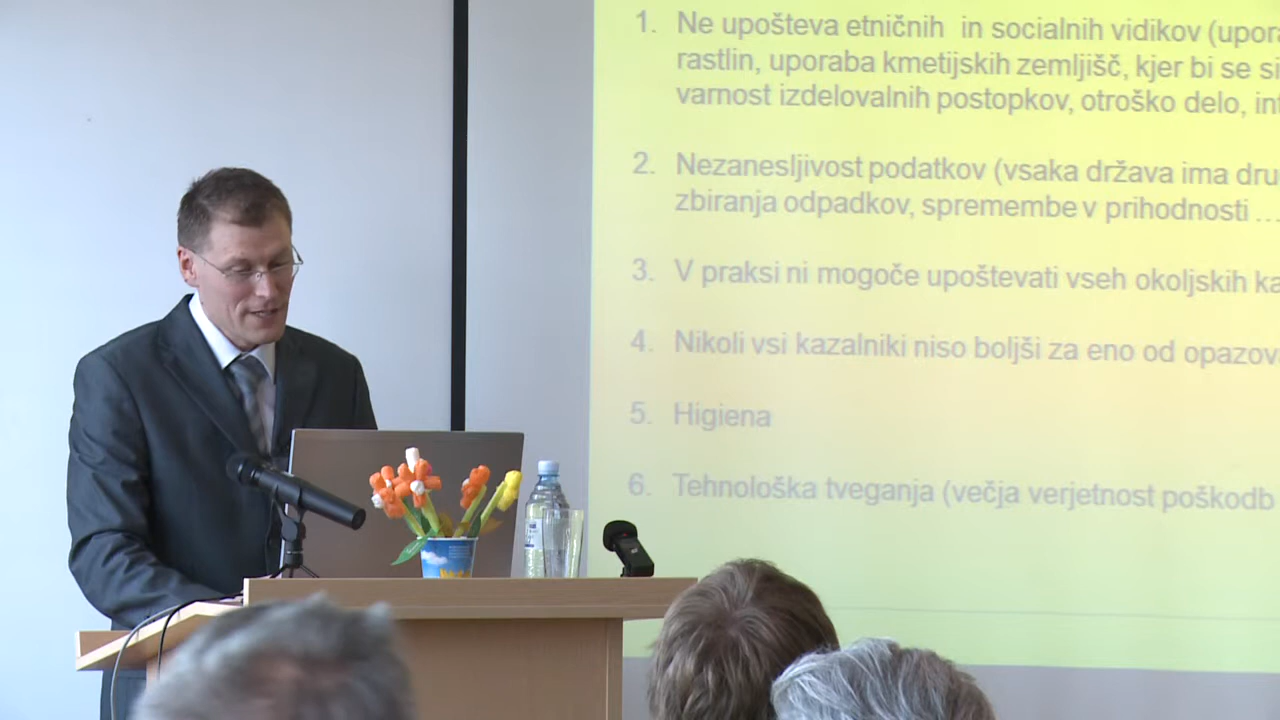 1. Ne upošteva etničnih in socialnih vidikov (upora
rastlin, uporaba kmetijskih zemljišč, kjer bi se si
varnost izdelovalnih postopkov, otroško delo, in
2. Nezanesljivost podatkov (vsaka država ima dru
zbiranja odpadkov, spremembe v prihodnosti ...
3. V praksi ni mogoče upoštevati vseh okoljskih ka
4. Nikoli vsi kazalniki niso boljši za eno od opazov
5. Higiena
6. Tehnološka tveganja (večja verjetnost poškodb